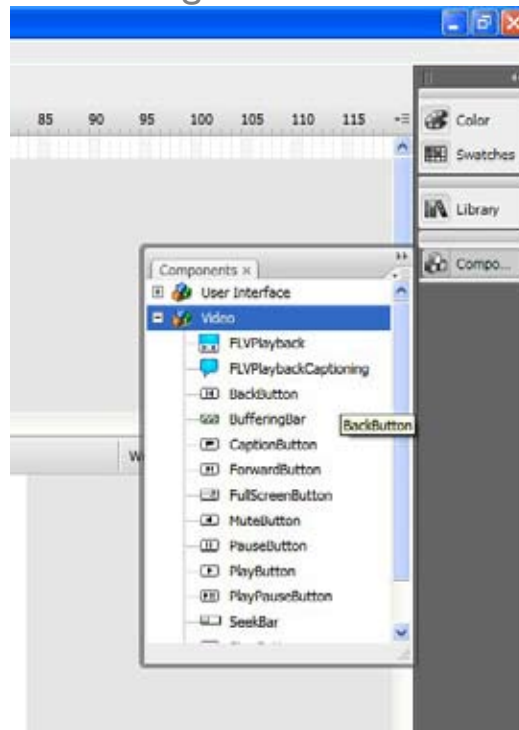 85 90 95 100 105 110 115
Color
Swatches
Library
Compo...
Components x
User Interface
Video
FLVPlayback
FLVPlaybackCaptioning
BackButton
BufferingBar
BackButton
CaptionButton
ForwardButton
FullScreenButton
MuteButton
PauseButton
PlayButton
PlayPauseButton
SeekBar
W